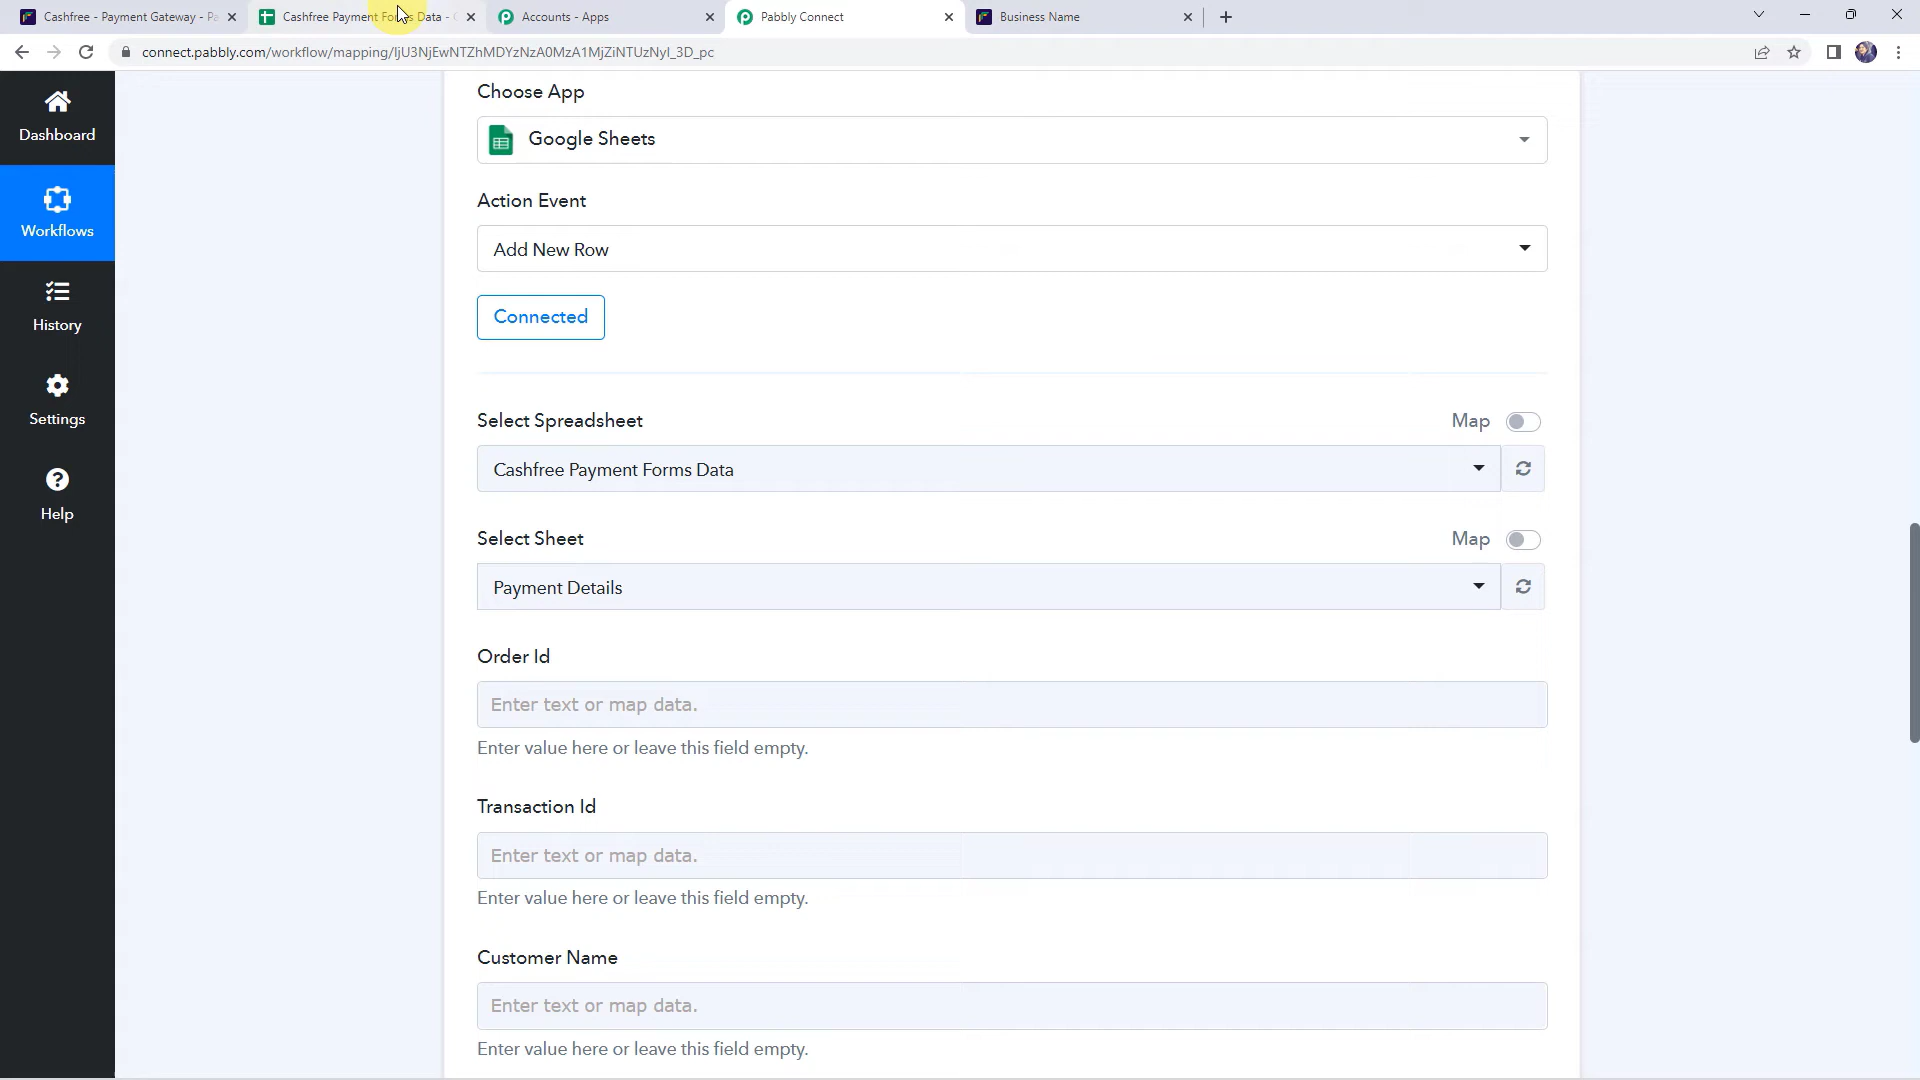 Cashfree - Payment Gateway - Pa
Cashfree Payment Forms Data - G
Accounts - Apps
Pabbly Connect
Business Name
connect.pabbly.com/workflow/mapping/IjU3NjEwNTZhMDYzNzA0MzA1MjZiNTUzNyI_3D_pc
Dashboard
Workflows
History
Settings
Help
Choose App
Google Sheets
Action Event
Add New Row
Connected
Select Spreadsheet
Map
Cashfree Payment Forms Data
Select Sheet
Map
Payment Details
Order Id
Enter text or map data.
Enter value here or leave this field empty.
Transaction Id
Enter text or map data.
Enter value here or leave this field empty.
Customer Name
Enter text or map data.
Enter value here or leave this field empty.